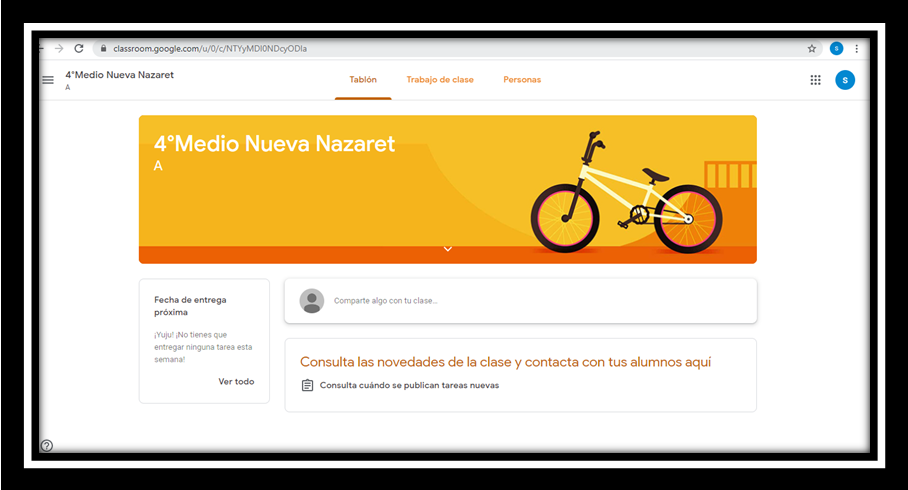 classroom.google.com/u/0/c/NTYyMDI0NDcyODIa
S
4°Medio Nueva Nazaret
A
Tablón
Trabajo de clase
Personas
S
4°Medio Nueva Nazaret
A
Fecha de entrega
próxima
¡Yuju! ¡No tienes que
entregar ninguna tarea esta
semana!
Ver todo
Comparte algo con tu clase...
Consulta las novedades de la clase y contacta con tus alumnos aquí
Consulta cuándo se publican tareas nuevas